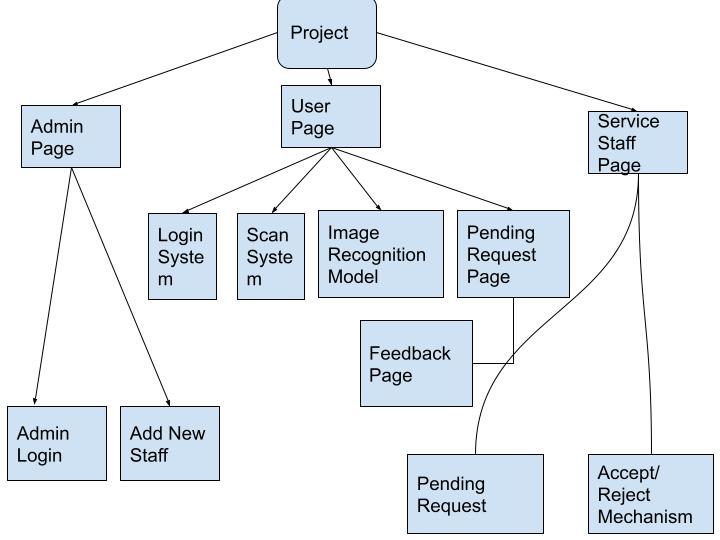 Project
User
Page
Admin
Page
Service
Staff
Page
Login
Syste
m
Scan
Syste
m
Image
Recognition
Model
Pending
Request
Page
Feedback
Page
Admin
Login
Add New
Staff
Pending
Request
Accept/
Reject
Mechanism